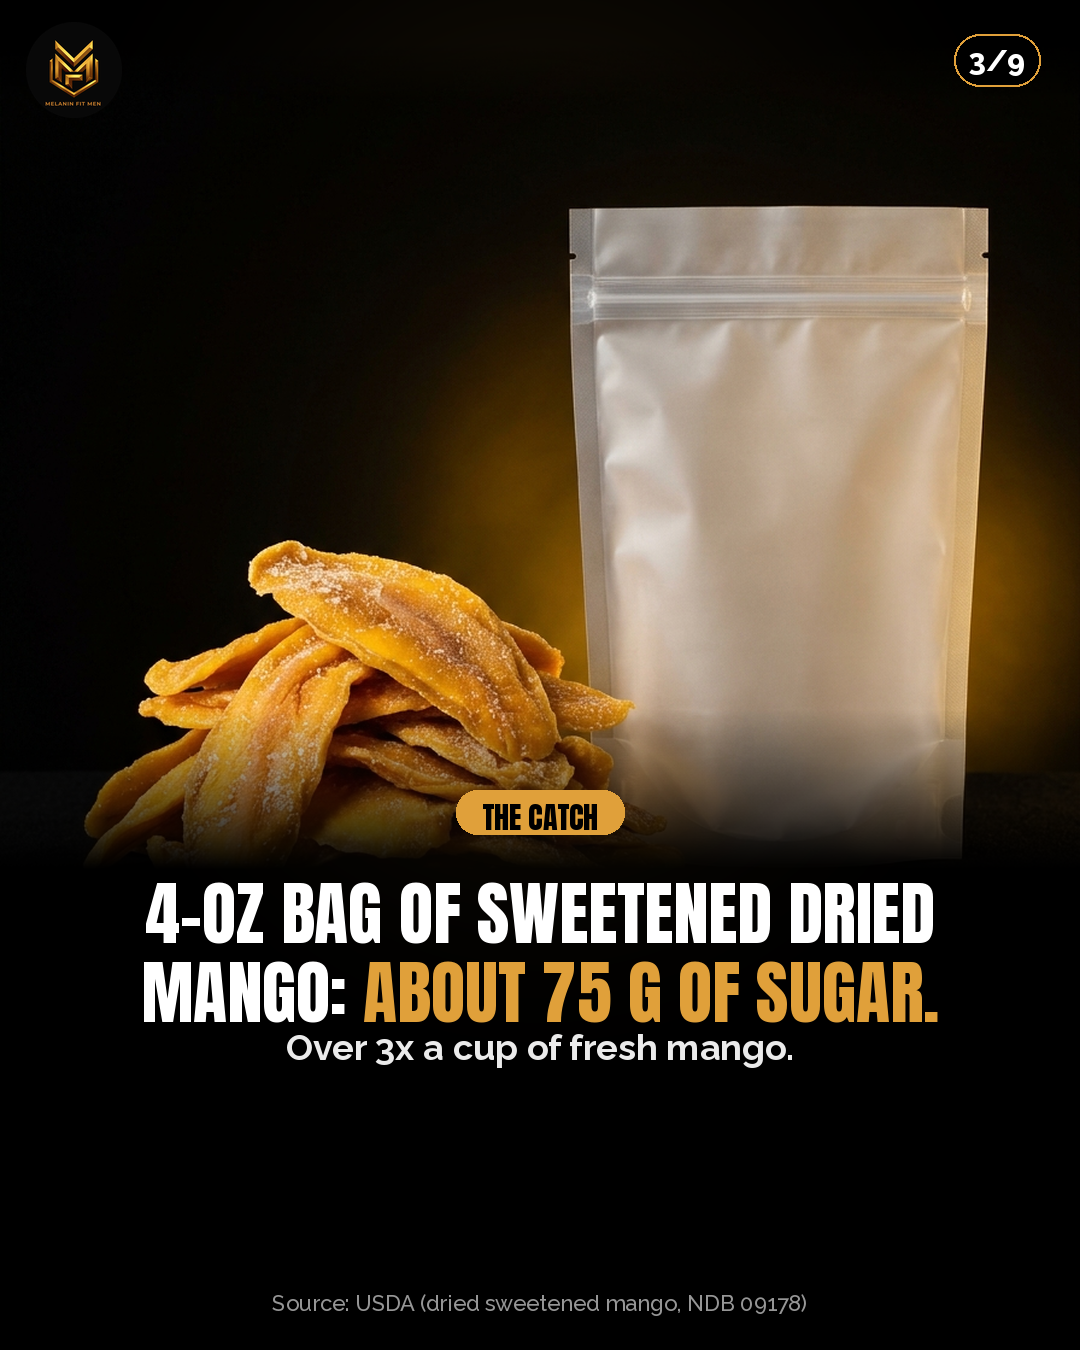 MELANIN FIT MEN
3/9
THE CATCH
4-OZ BAG OF SWEETENED DRIED
MANGO: ABOUT 75 G OF SUGAR.
Over 3x a cup of fresh mango.
Source: USDA (dried sweetened mango, NDB 09178)